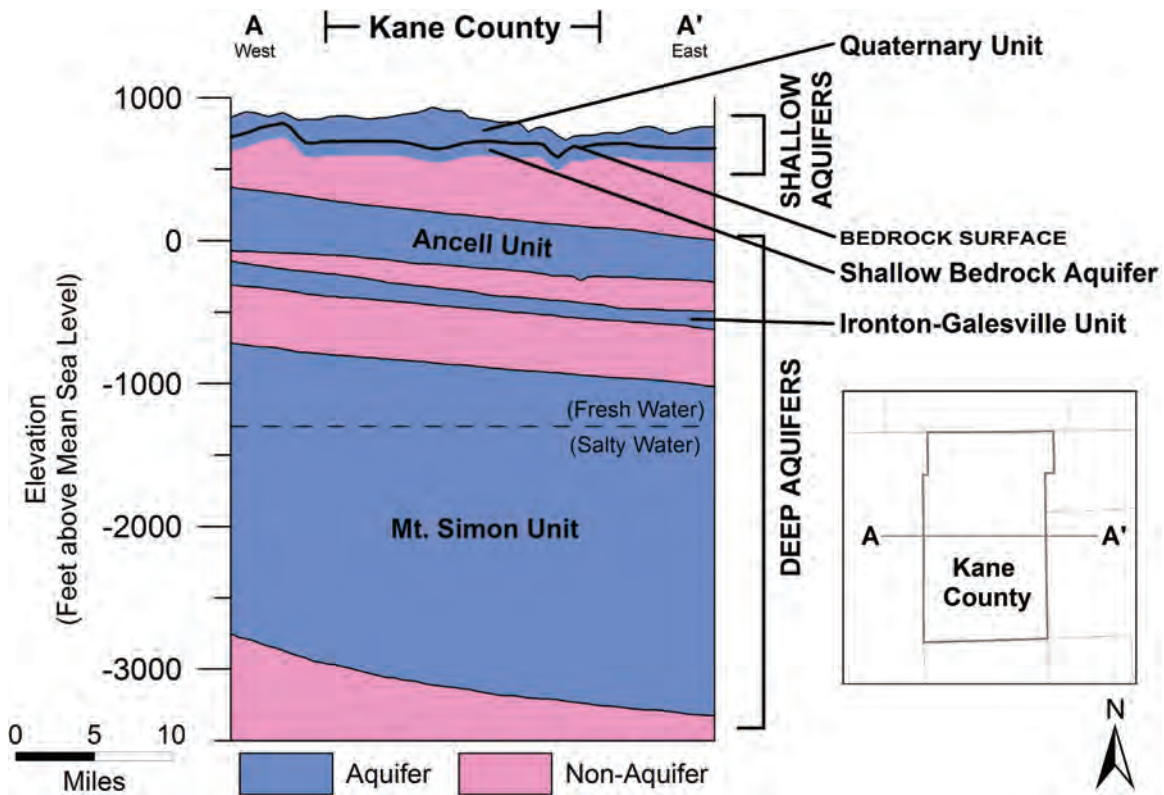 A
West
Kane County
A'
East
Quaternary Unit
SHALLOW
AQUIFERS
BEDROCK SURFACE
Shallow Bedrock Aquifer
Ironton-Galesville Unit
DEEP AQUIFERS
Elevation
(Feet above Mean Sea Level)
1000
0
-1000
-2000
-3000
Ancell Unit
(Fresh Water)
(Salty Water)
Mt. Simon Unit
A
A'
Kane
County
N
0 5 10
Miles
Aquifer
Non-Aquifer